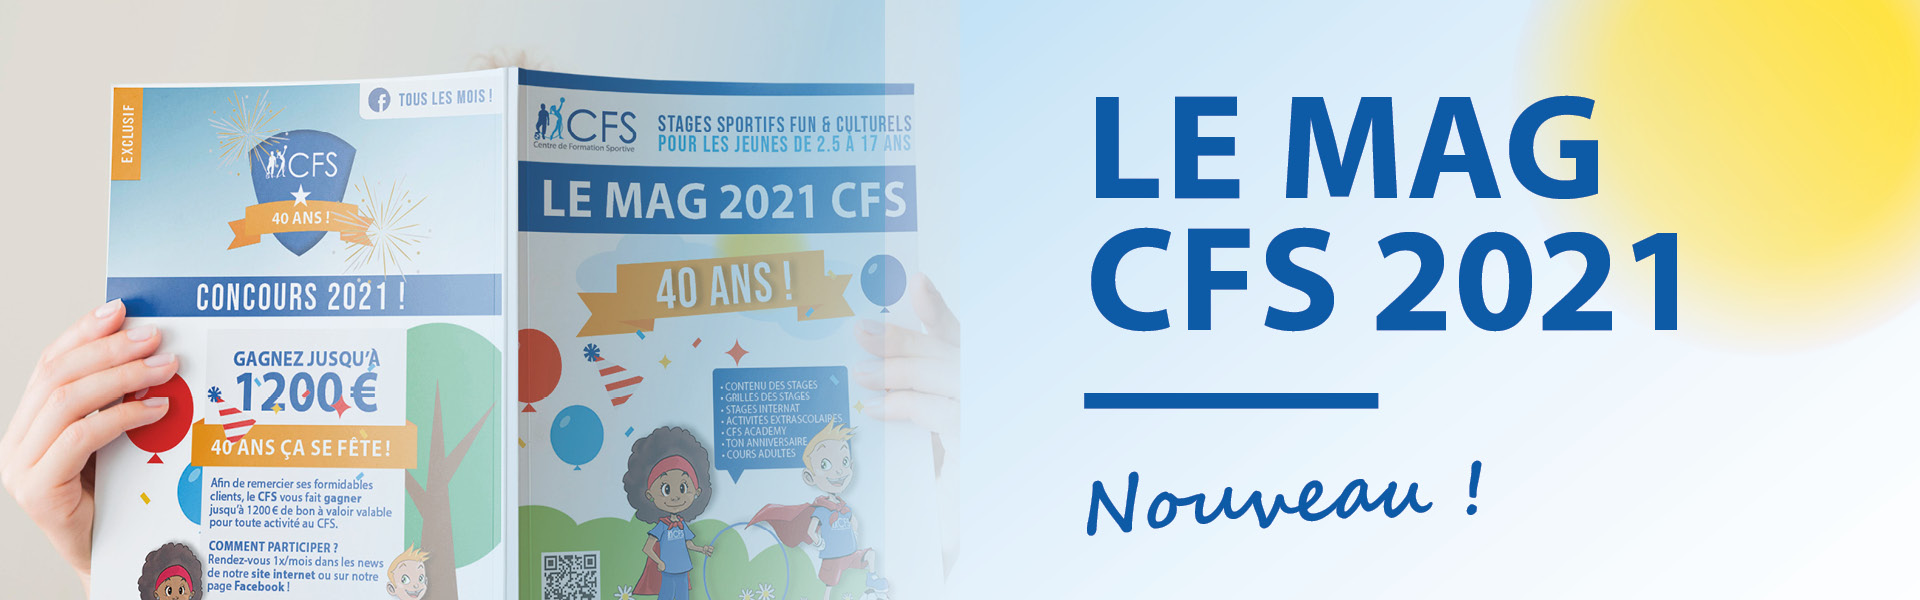 EXCLUSIF
TOUS LES MOIS !
CFS
40 ANS !
CONCOURS 2021 !
GAGNEZ JUSQU'À
1200 €
40 ANS ÇA SE FÊTE !
Afin de remercier ses formidables
clients, le CFS vous fait gagner
jusqu'à 1200 € de bon à valoir valable
pour toute activité au CFS.
COMMENT PARTICIPER ?
Rendez-vous 1x/mois dans les news
de notre site internet ou sur notre
page Facebook !
CFS
Centre de Formation Sportive
STAGES SPORTIFS FUN & CULTURELS
POUR LES JEUNES DE 2.5 À 17 ANS
LE MAG 2021 CFS
40 ANS !
• CONTENU DES STAGES
• GRILLES DES STAGES
• STAGES INTERNAT
• ACTIVITES EXTRASCOLAIRES
• CFS ACADEMY
• TON ANNIVERSAIRE
• COURS ADULTES
LE MAG
CFS 2021
Nouveau !